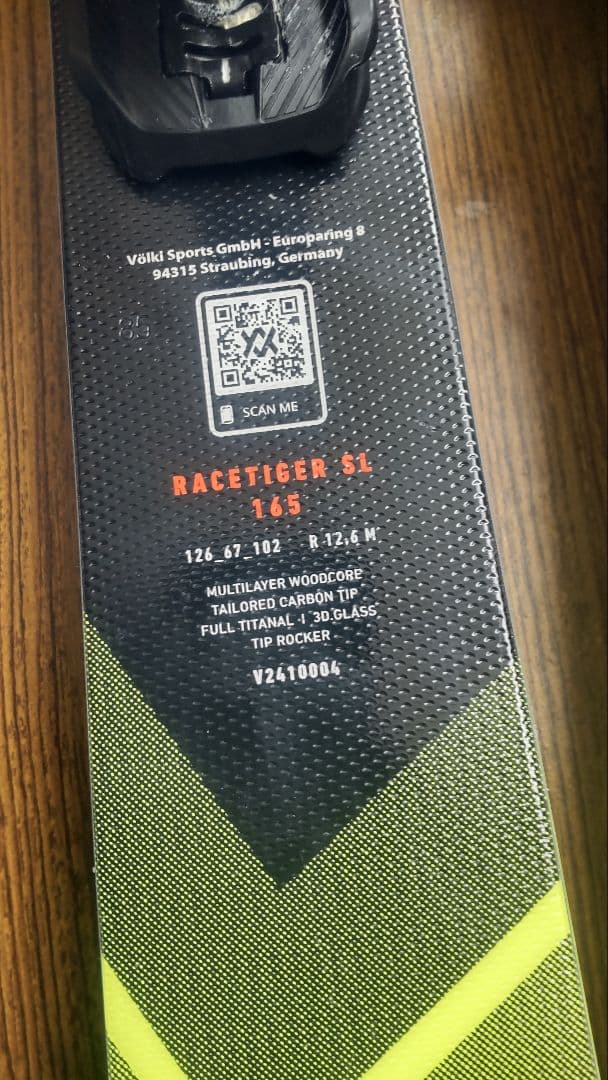 Völkl Sports GmbH - Europaring 8
94315 Straubing, Germany
85
SCAN ME
RACETIGER SL
165
126_67_102 R 12,6 M
MULTILAYER WOODCORE
TAILORED CARBON TIP
FULL TITANAL I 3D.GLASS
TIP ROCKER
V2410004